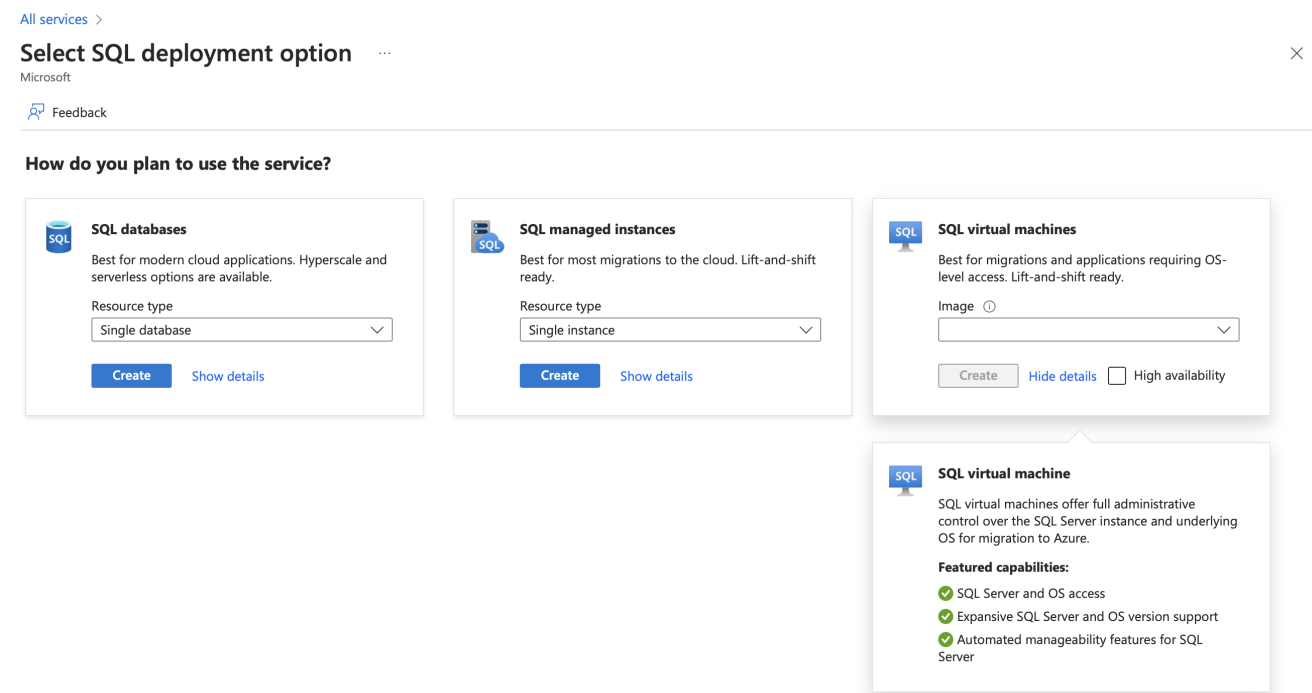 All services
Select SQL deployment option ...
Microsoft
Feedback
How do you plan to use the service?
SQL
SQL databases
Best for modern cloud applications. Hyperscale and
serverless options are available.
Resource type
Single database
Create Show details
SQL
SQL managed instances
Best for most migrations to the cloud. Lift-and-shift
ready.
Resource type
Single instance
Create Show details
SQL
SQL virtual machines
Best for migrations and applications requiring OS-
level access. Lift-and-shift ready.
Image
Create Hide details High availability
SQL
SQL virtual machine
SQL virtual machines offer full administrative
control over the SQL Server instance and underlying
OS for migration to Azure.
Featured capabilities:
SQL Server and OS access
Expansive SQL Server and OS version support
Automated manageability features for SQL
Server